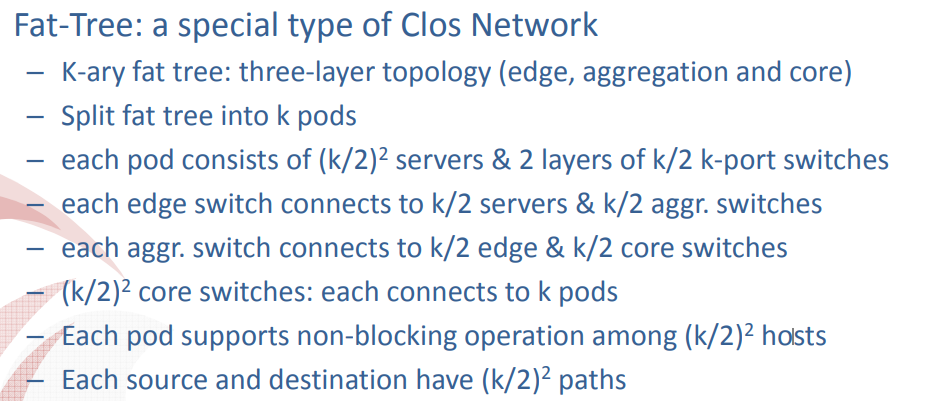 Fat-Tree: a special type of Clos Network
– K-ary fat tree: three-layer topology (edge, aggregation and core)
– Split fat tree into k pods
– each pod consists of (k/2)² servers & 2 layers of k/2 k-port switches
– each edge switch connects to k/2 servers & k/2 aggr. switches
– each aggr. switch connects to k/2 edge & k/2 core switches
– (k/2)² core switches: each connects to k pods
– Each pod supports non-blocking operation among (k/2)² hosts
– Each source and destination have (k/2)² paths